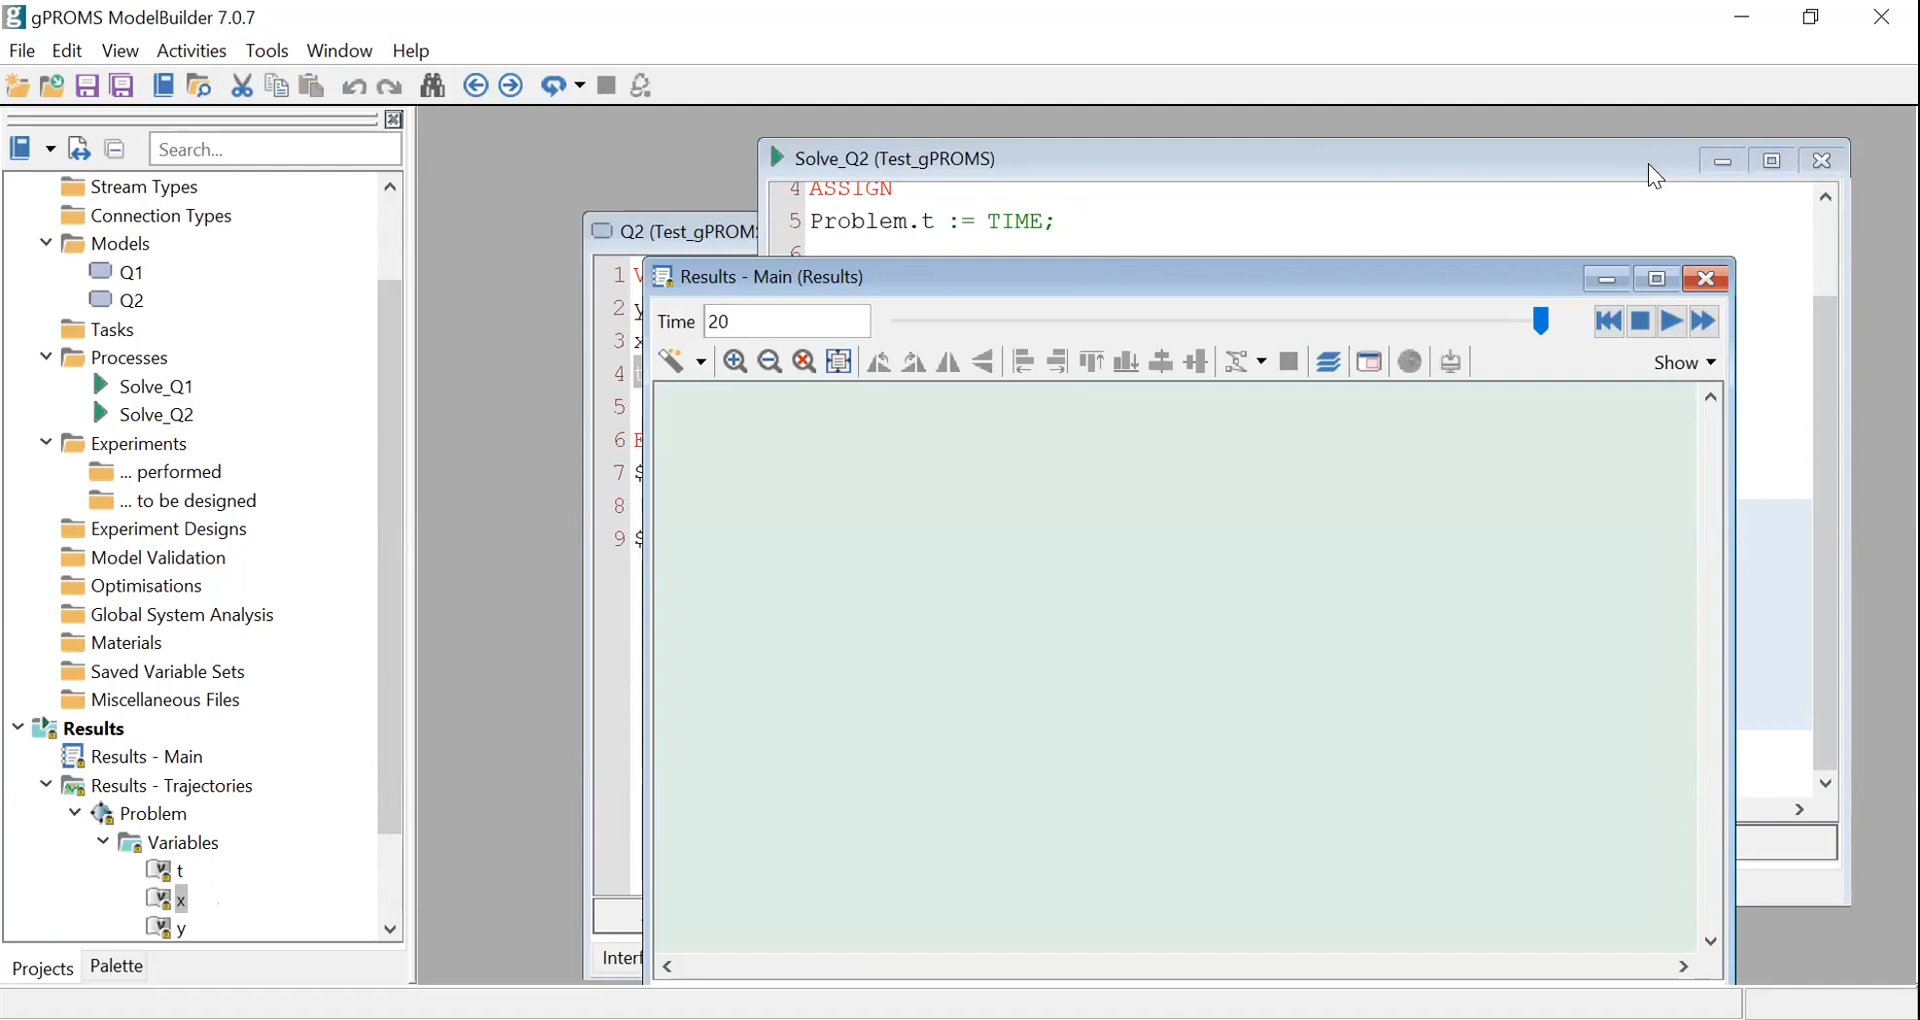 gPROMS ModelBuilder 7.0.7
File Edit View Activities Tools Window Help
Search...
Stream Types
Connection Types
Models
Q1
Q2
Tasks
Processes
Solve_Q1
Solve_Q2
Experiments
... performed
... to be designed
Experiment Designs
Model Validation
Optimisations
Global System Analysis
Materials
Saved Variable Sets
Miscellaneous Files
Results
Results - Main
Results - Trajectories
Problem
Variables
t
x
y
Projects Palette
Solve_Q2 (Test_gPROMS)
4 ASSIGN
5 Problem.t := TIME;
6
Q2 (Test_gPROM
1
2 y
3 x
4
5
6 E
7 $
8
9 $
Interf
Results - Main (Results)
Time 20
Show